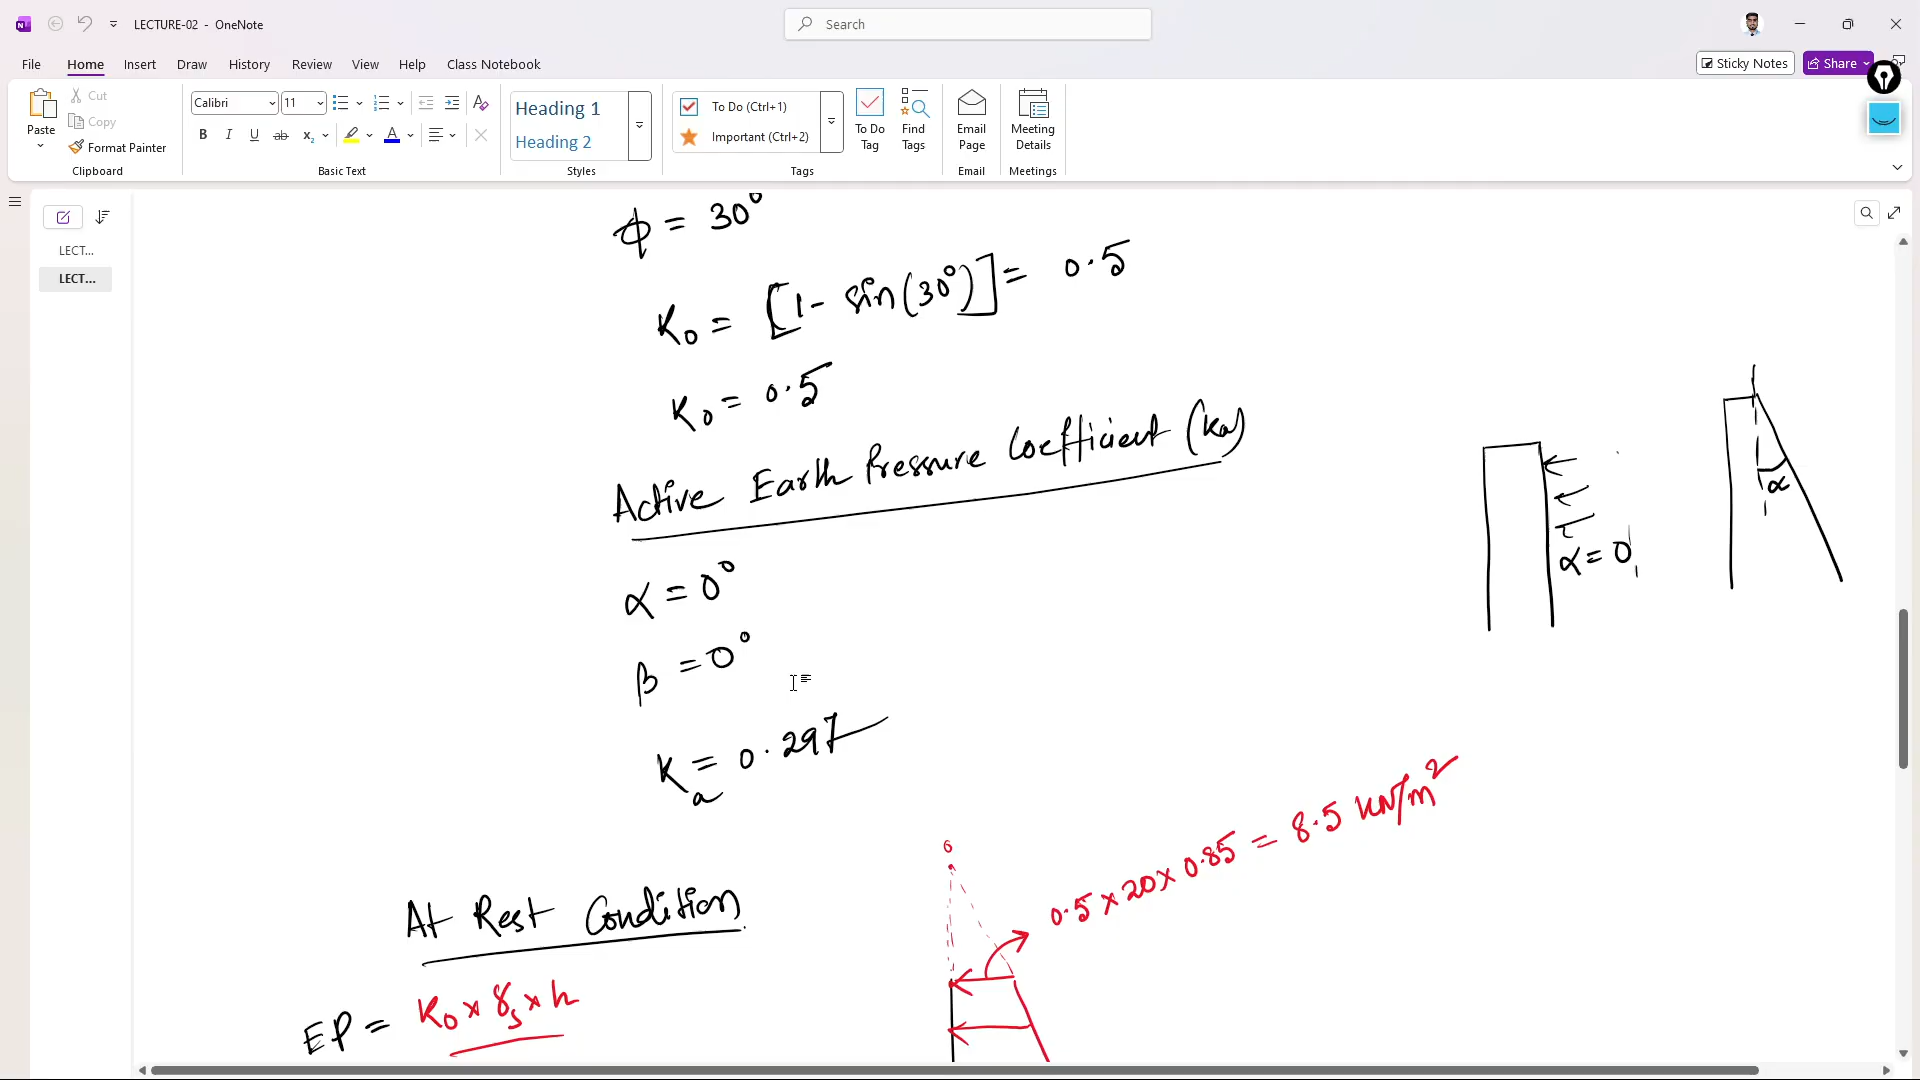 LECTURE-02 - OneNote
Search
File Home Insert Draw History Review View Help Class Notebook
Sticky Notes Share
Paste
Cut
Copy
Format Painter
Clipboard
Calibri 11
B I U ab x₂ A
Basic Text
Heading 1
Heading 2
Styles
To Do (Ctrl+1)
Important (Ctrl+2)
To Do Tag
Find Tags
Tags
Email Page
Email
Meeting Details
Meetings
LECT...
LECT...
ϕ = 30°
K₀ = [1 - sin(30°)] = 0.5
K₀ = 0.5
Active Earth Pressure Coefficient (Ka)
α = 0
α
α = 0°
β = 0°
Ka = 0.297
0.5 × 20 × 0.85 = 8.5 KN/m²
At Rest Condition
EP = K₀ × γs × h